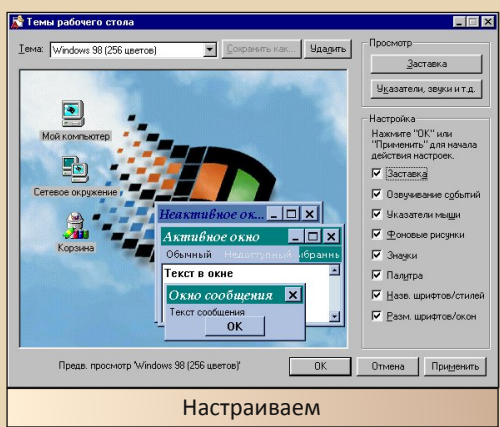 Темы рабочего стола
Тема: Windows 98 (256 цветов) Сохранить как... Удалить
Мой компьютер
Сетевое окружение
Корзина
Неактивное ок...
Активное окно
Обычный Недоступный ыбраннь
Текст в окне
Окно сообщения
Текст сообщения
OK
Просмотр
Заставка
Указатели, звуки и т.д.
Настройка
Нажмите "OK" или
"Применить" для начала
действия настроек.
Заставка
Озвучивание событий
Указатели мыши
Фоновые рисунки
Значки
Палитра
Назв. шрифтов/стилей
Разм. шрифтов/окон
Предв. просмотр 'Windows 98 (256 цветов)'
OK Отмена Применить
Настраиваем